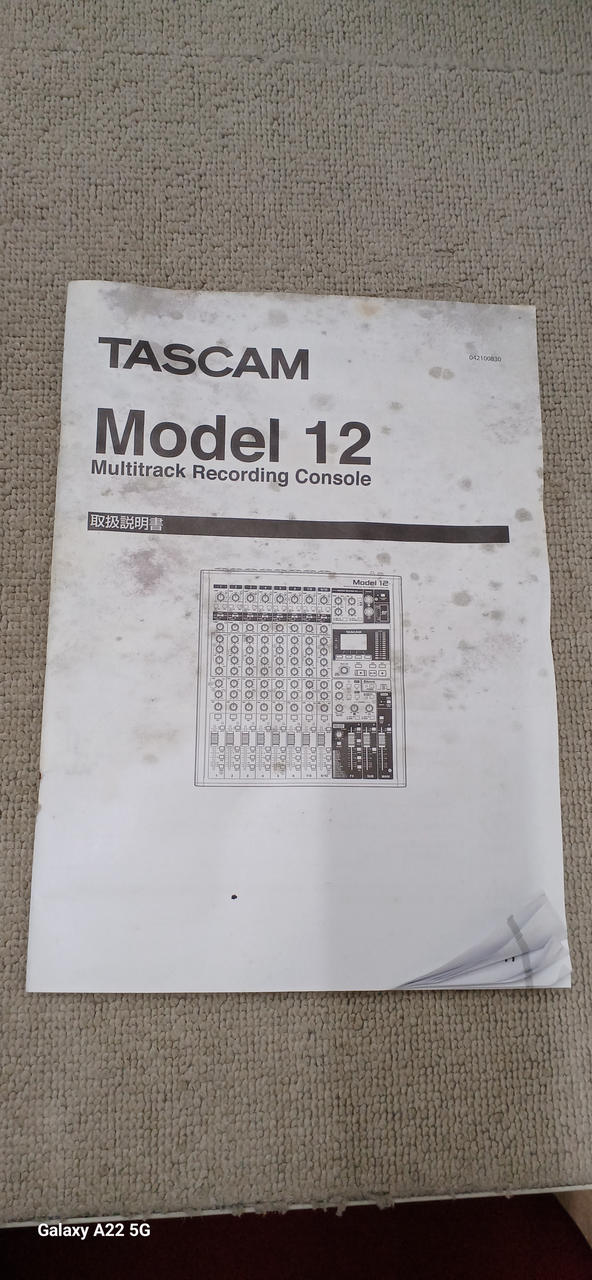 TASCAM
042100830
Model 12
Multitrack Recording Console
取扱説明書
Model 12
TASCAM
Galaxy A22 5G